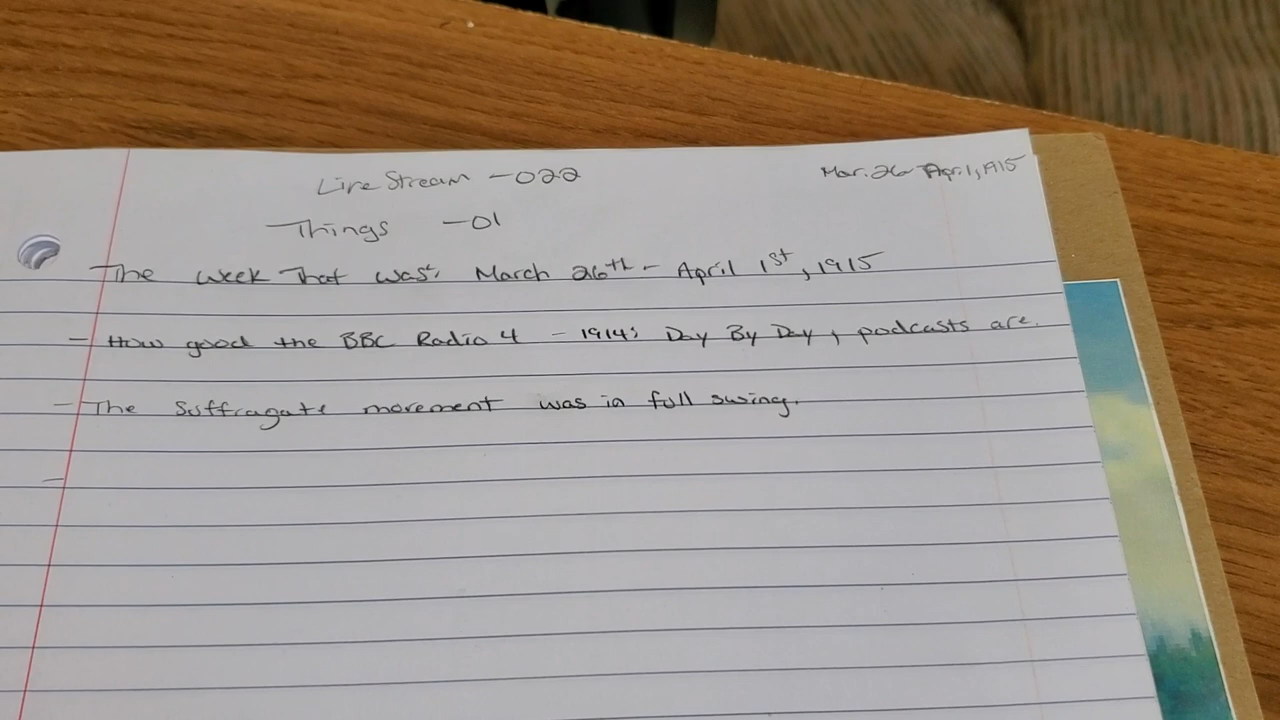 Live Stream - 022
Mar. 26 April, 1915
Things - 01
The Week That Was: March 26th - April 1st, 1915
- How good the BBC Radio 4 - 1914: Day By Day, podcasts are.
- The Suffragate movement was in full swing.
-